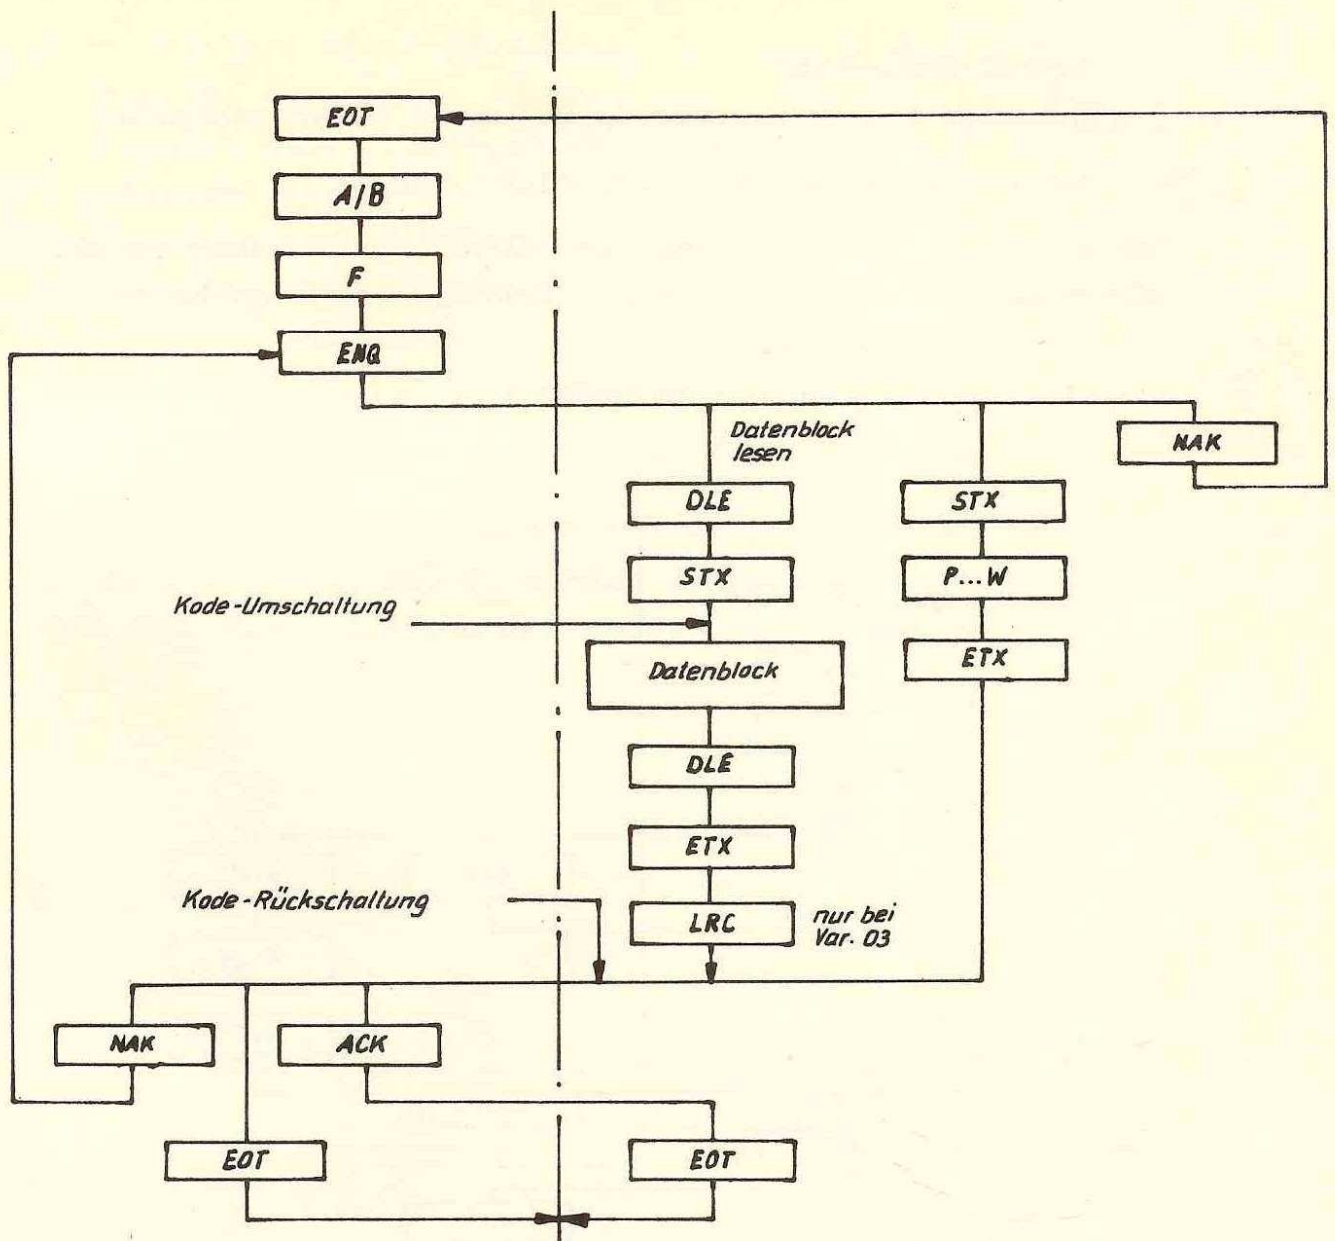 EOT
A/B
F
ENQ
Datenblock
lesen
NAK
DLE
STX
STX
P...W
Kode-Umschaltung
Datenblock
ETX
DLE
ETX
Kode-Rückschaltung
LRC
nur bei
Var. 03
NAK
ACK
EOT
EOT